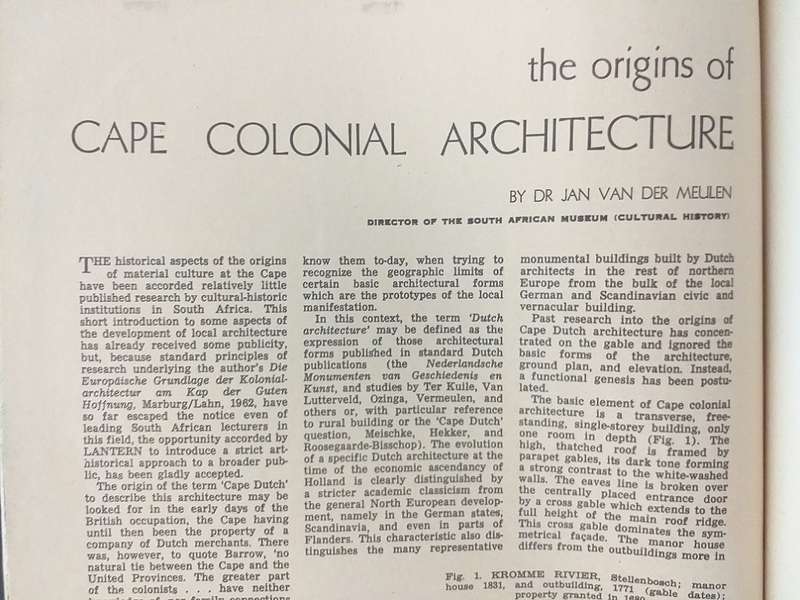 the origins of
CAPE COLONIAL ARCHITECTURE
BY DR JAN VAN DER MEULEN
DIRECTOR OF THE SOUTH AFRICAN MUSEUM (CULTURAL HISTORY)
THE historical aspects of the origins
of material culture at the Cape
have been accorded relatively little
published research by cultural-historic
institutions in South Africa. This
short introduction to some aspects of
the development of local architecture
has already received some publicity,
but, because standard principles of
research underlying the author's Die
Europäische Grundlage der Kolonial-
architectur am Kap der Guten
Hoffnung, Marburg/Lahn, 1962, have
so far escaped the notice even of
leading South African lecturers in
this field, the opportunity accorded by
LANTERN to introduce a strict art-
historical approach to a broader pub-
lic, has been gladly accepted.
The origin of the term 'Cape Dutch'
to describe this architecture may be
looked for in the early days of the
British occupation, the Cape having
until then been the property of a
company of Dutch merchants. There
was, however, to quote Barrow, 'no
natural tie between the Cape and the
United Provinces. The greater part
of the colonists . . . have neither
know them to-day, when trying to
recognize the geographic limits of
certain basic architectural forms
which are the prototypes of the local
manifestation.
In this context, the term 'Dutch
architecture' may be defined as the
expression of those architectural
forms published in standard Dutch
publications (the Nederlandsche
Monumenten van Geschiedenis en
Kunst, and studies by Ter Kuile, Van
Lutterveld, Ozinga, Vermeulen, and
others or, with particular reference
to rural building or the 'Cape Dutch'
question, Meischke, Hekker, and
Roosegaarde-Bisschop). The evolution
of a specific Dutch architecture at the
time of the economic ascendancy of
Holland is clearly distinguished by
a stricter academic classicism from
the general North European develop-
ment, namely in the German states,
Scandinavia, and even in parts of
Flanders. This characteristic also dis-
tinguishes the many representative
monumental buildings built by Dutch
architects in the rest of northern
Europe from the bulk of the local
German and Scandinavian civic and
vernacular building.
Past research into the origins of
Cape Dutch architecture has concen-
trated on the gable and ignored the
basic forms of the architecture,
ground plan, and elevation. Instead,
a functional genesis has been postu-
lated.
The basic element of Cape colonial
architecture is a transverse, free-
standing, single-storey building, only
one room in depth (Fig. 1). The
high, thatched roof is framed by
parapet gables, its dark tone forming
a strong contrast to the white-washed
walls. The eaves line is broken over
the centrally placed entrance door
by a cross gable which extends to the
full height of the main roof ridge.
This cross gable dominates the sym-
metrical façade. The manor house
differs from the outbuildings more in
Fig. 1. KROMME RIVIER, Stellenbosch; manor
house 1831, and outbuilding, 1771 (gable dates);
property granted in